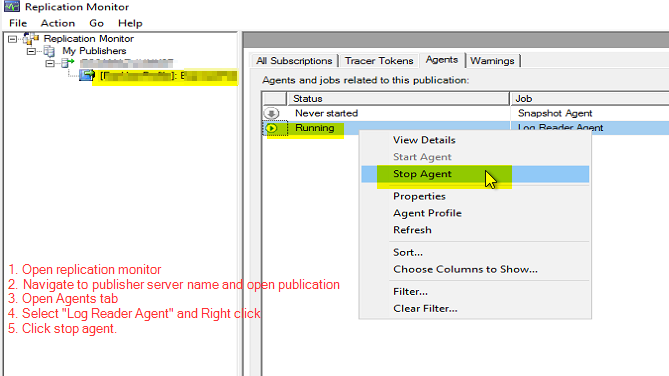 Replication Monitor
File Action Go Help
Replication Monitor
My Publishers
All Subscriptions Tracer Tokens Agents Warnings
Agents and jobs related to this publication:
Status Job
Never started Snapshot Agent
Running Log Reader Agent
View Details
Start Agent
Stop Agent
Properties
Agent Profile
Refresh
Sort...
Choose Columns to Show...
Filter...
Clear Filter...
1. Open replication monitor
2. Navigate to publisher server name and open publication
3. Open Agents tab
4. Select "Log Reader Agent" and Right click
5. Click stop agent.